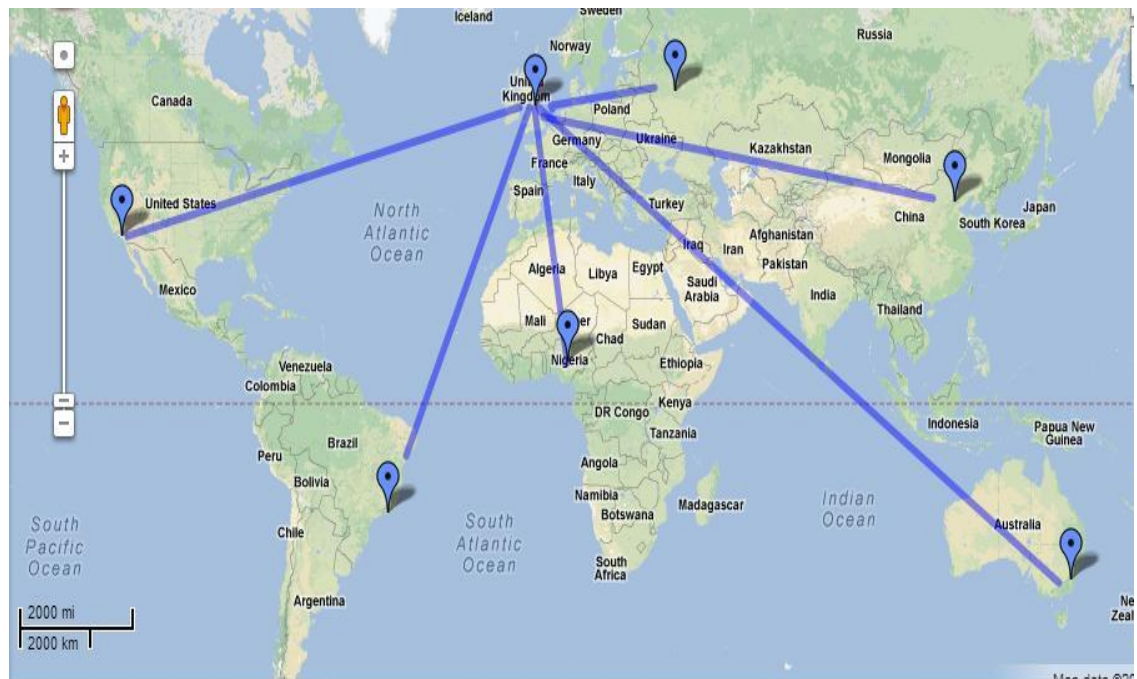 Iceland
Sweden
Russia
Norway
Canada
United
Kingdom
Poland
Germany
Ukraine
Kazakhstan
Mongolia
France
Spain
Italy
Turkey
United States
North
Atlantic
Ocean
China
South Korea
Japan
Iraq
Iran
Afghanistan
Pakistan
Algeria
Libya
Egypt
Saudi
Arabia
Mexico
India
Thailand
Mali
Chad
Sudan
Nigeria
Ethiopia
Venezuela
Colombia
Kenya
DR Congo
Tanzania
Indonesia
Papua New
Guinea
Brazil
Peru
Bolivia
Angola
Namibia
Botswana
Madagascar
Indian
Ocean
Australia
South
Pacific
Ocean
Chile
South
Atlantic
Ocean
South
Africa
Argentina
2000 mi
2000 km